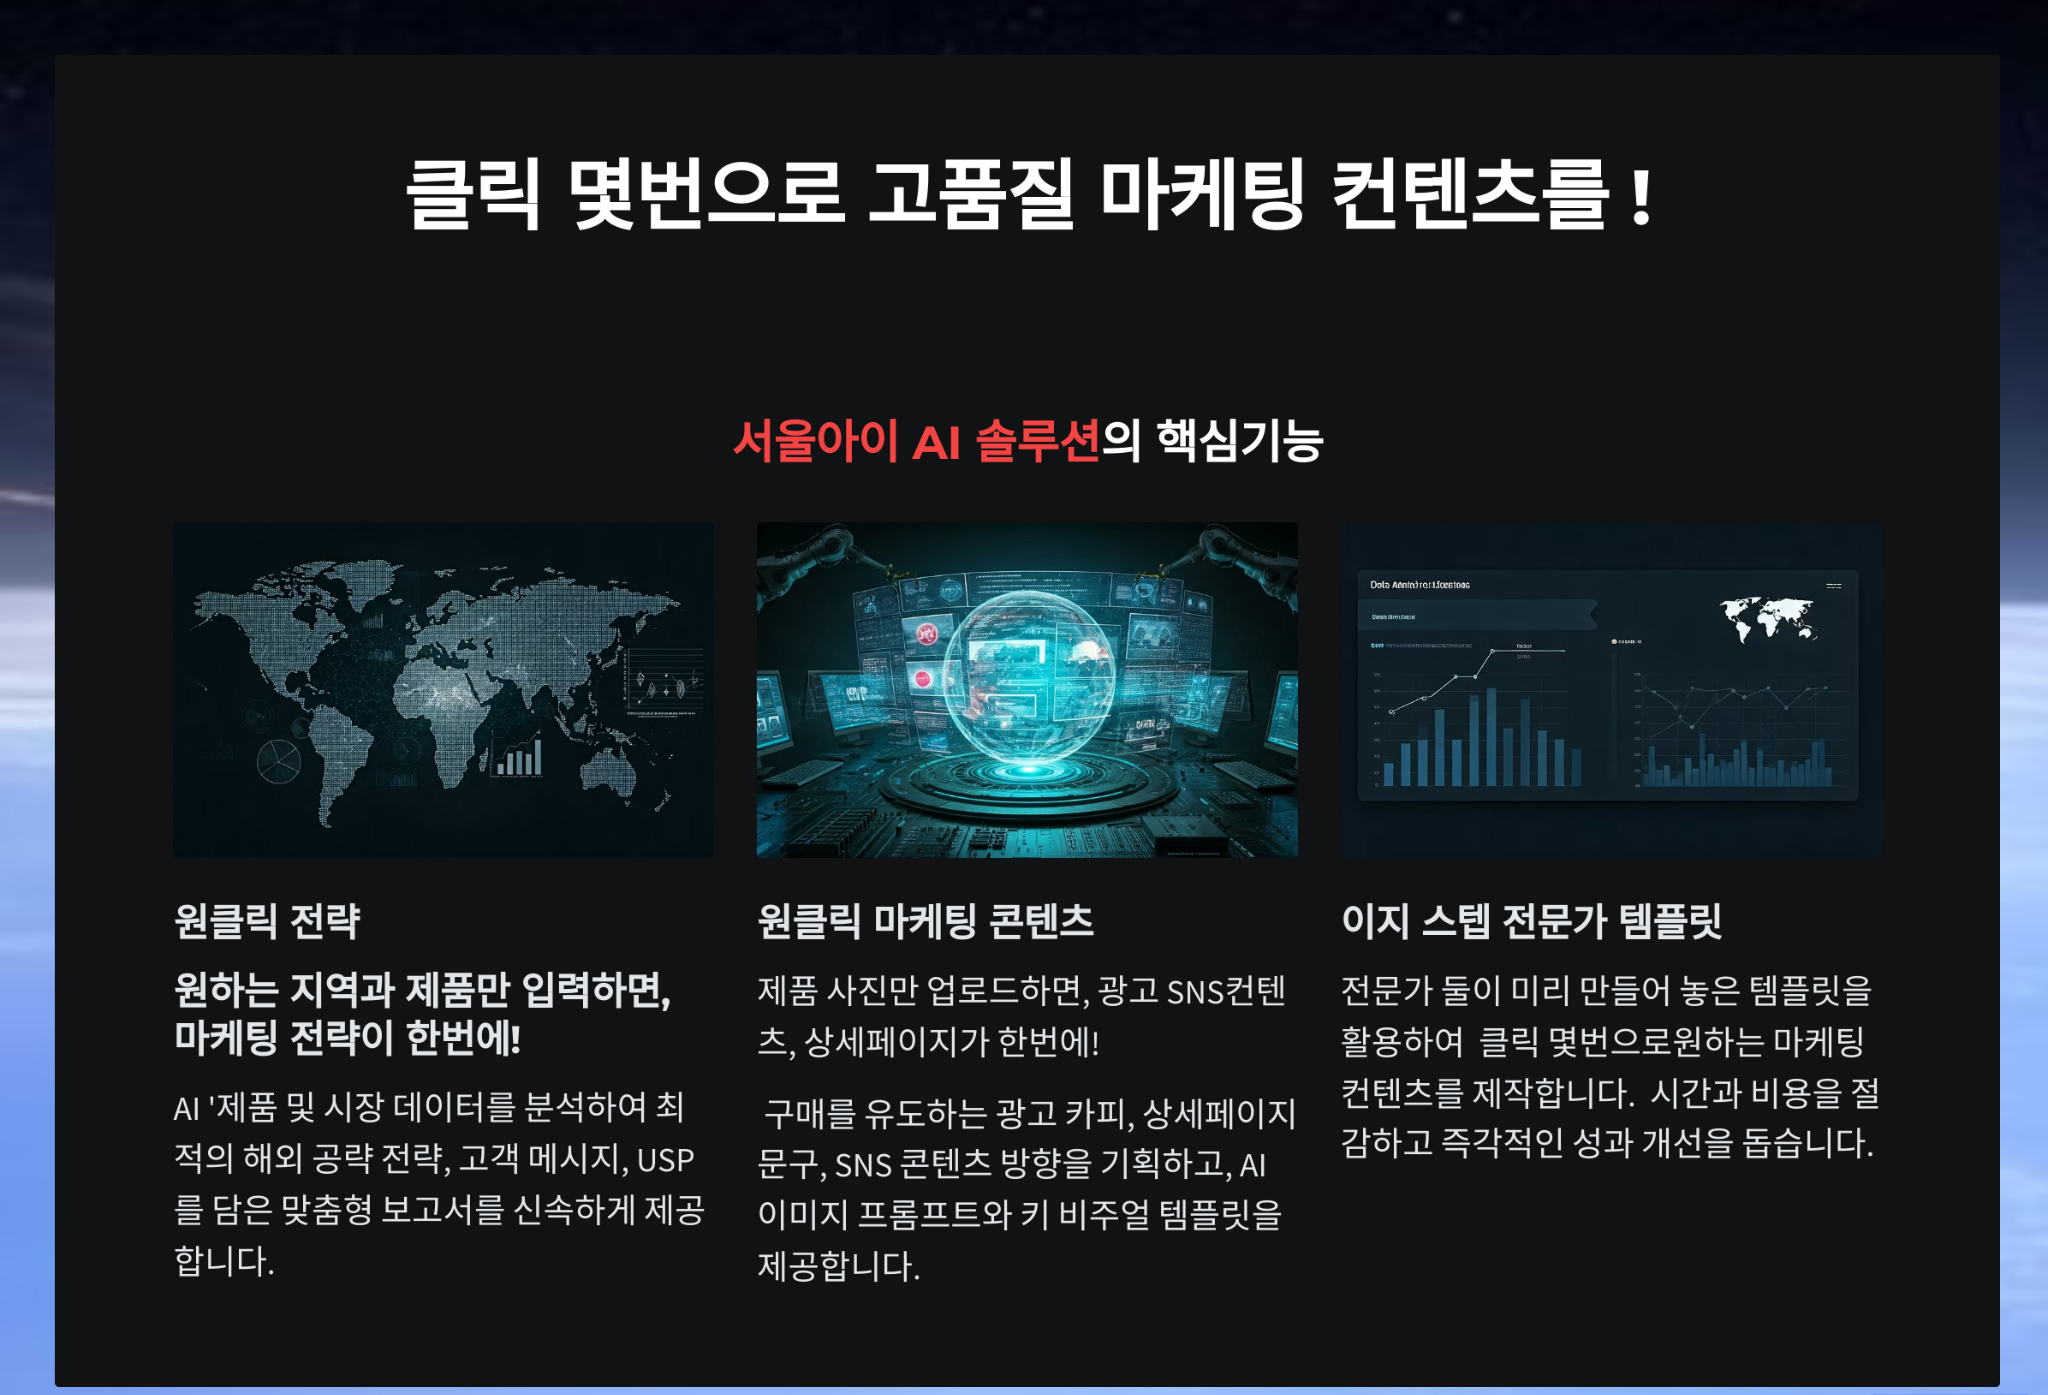 클릭 몇번으로 고품질 마케팅 컨텐츠를 !
서울아이 AI 솔루션의 핵심기능
원클릭 전략
원하는 지역과 제품만 입력하면,
마케팅 전략이 한번에!
AI '제품 및 시장 데이터를 분석하여 최
적의 해외 공략 전략, 고객 메시지, USP
를 담은 맞춤형 보고서를 신속하게 제공
합니다.
원클릭 마케팅 콘텐츠
제품 사진만 업로드하면, 광고 SNS컨텐
츠, 상세페이지가 한번에!
구매를 유도하는 광고 카피, 상세페이지
문구, SNS 콘텐츠 방향을 기획하고, AI
이미지 프롬프트와 키 비주얼 템플릿을
제공합니다.
이지 스텝 전문가 템플릿
전문가 둘이 미리 만들어 놓은 템플릿을
활용하여  클릭 몇번으로원하는 마케팅
컨텐츠를 제작합니다.  시간과 비용을 절
감하고 즉각적인 성과 개선을 돕습니다.